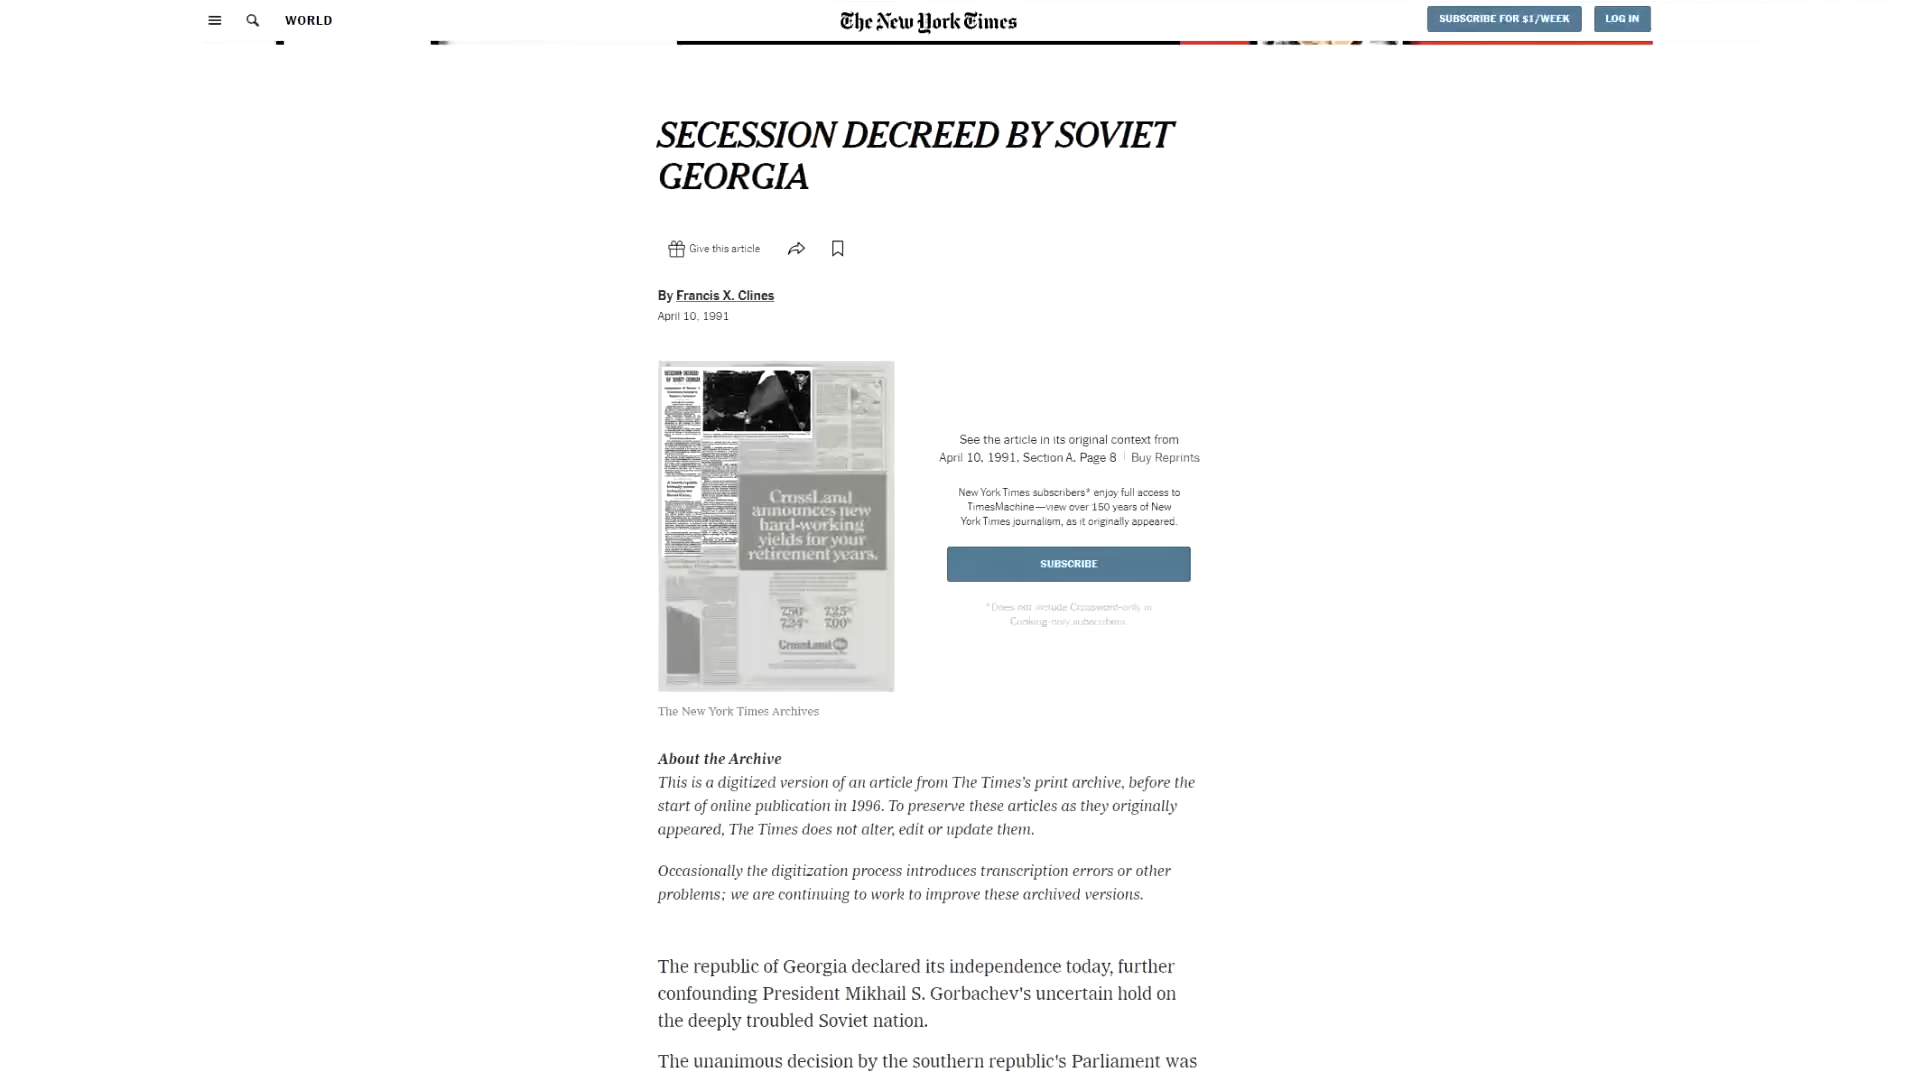 WORLD
The New York Times
SUBSCRIBE FOR $1/WEEK
LOG IN
SECESSION DECREED BY SOVIET
GEORGIA
Give this article
By Francis X. Clines
April 10, 1991
SECESSION DECREED
BY SOVIET GEORGIA
CrossLand
announces new
hard-working
yields for your
retirement years.
CrossLand
See the article in its original context from
April 10, 1991, Section A, Page 8 | Buy Reprints
New York Times subscribers* enjoy full access to
TimesMachine—view over 150 years of New
York Times journalism, as it originally appeared.
SUBSCRIBE
*Does not include Crossword-only or
Cooking-only subscribers.
The New York Times Archives
About the Archive
This is a digitized version of an article from The Times’s print archive, before the
start of online publication in 1996. To preserve these articles as they originally
appeared, The Times does not alter, edit or update them.
Occasionally the digitization process introduces transcription errors or other
problems; we are continuing to work to improve these archived versions.
The republic of Georgia declared its independence today, further
confounding President Mikhail S. Gorbachev's uncertain hold on
the deeply troubled Soviet nation.
The unanimous decision by the southern republic's Parliament was